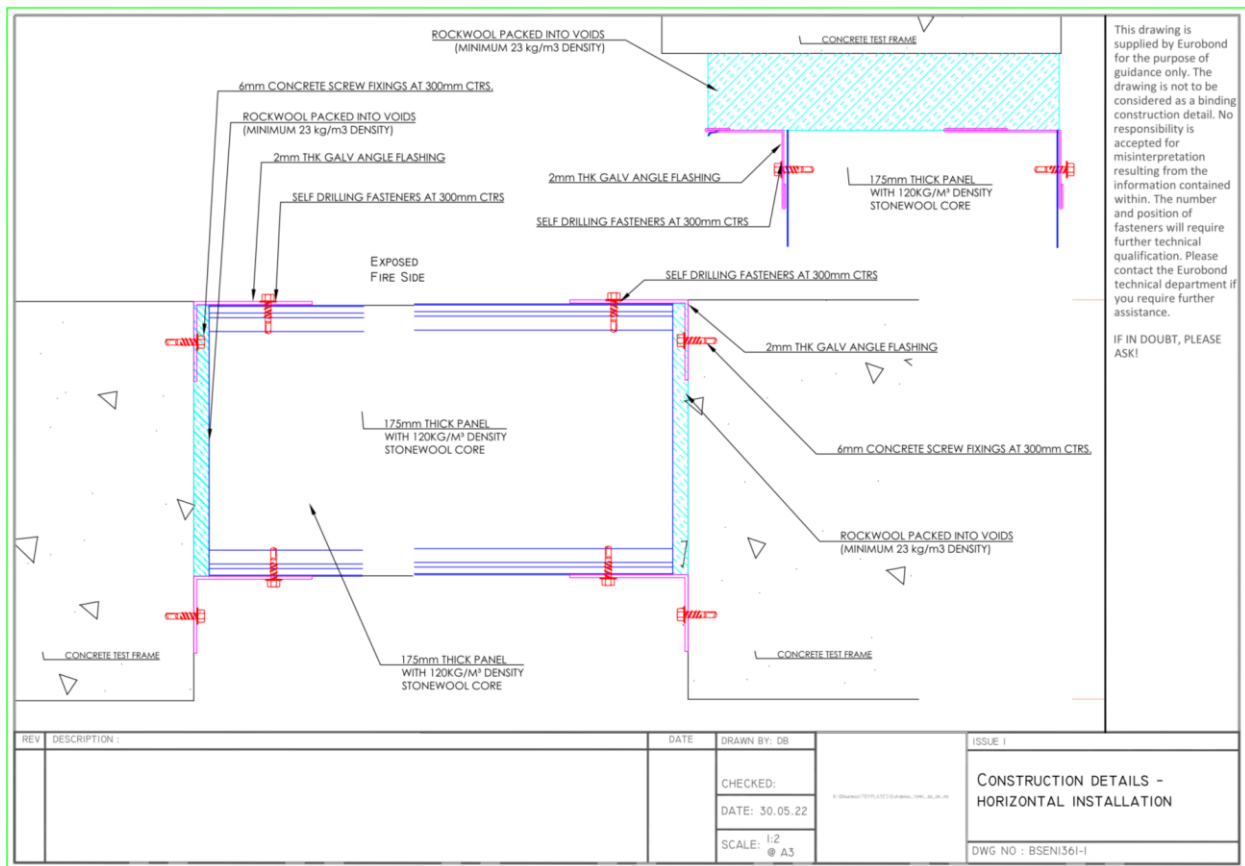 ROCKWOOL PACKED INTO VOIDS
(MINIMUM 23 kg/m3 DENSITY)
CONCRETE TEST FRAME
6mm CONCRETE SCREW FIXINGS AT 300mm CTRS.
ROCKWOOL PACKED INTO VOIDS
(MINIMUM 23 kg/m3 DENSITY)
2mm THK GALV ANGLE FLASHING
SELF DRILLING FASTENERS AT 300mm CTRS
2mm THK GALV ANGLE FLASHING
SELF DRILLING FASTENERS AT 300mm CTRS
175mm THICK PANEL
WITH 120KG/M³ DENSITY
STONEWOOL CORE
EXPOSED
FIRE SIDE
SELF DRILLING FASTENERS AT 300mm CTRS
2mm THK GALV ANGLE FLASHING
175mm THICK PANEL
WITH 120KG/M³ DENSITY
STONEWOOL CORE
6mm CONCRETE SCREW FIXINGS AT 300mm CTRS.
ROCKWOOL PACKED INTO VOIDS
(MINIMUM 23 kg/m3 DENSITY)
CONCRETE TEST FRAME
175mm THICK PANEL
WITH 120KG/M³ DENSITY
STONEWOOL CORE
CONCRETE TEST FRAME
This drawing is
supplied by Eurobond
for the purpose of
guidance only. The
drawing is not to be
considered as a binding
construction detail. No
responsibility is
accepted for
misinterpretation
resulting from the
information contained
within. The number
and position of
fasteners will require
further technical
qualification. Please
contact the Eurobond
technical department if
you require further
assistance.
IF IN DOUBT, PLEASE
ASK!
REV DESCRIPTION : DATE
DRAWN BY: DB
CHECKED:
DATE: 30.05.22
SCALE: 1:2
@ A3
ISSUE 1
CONSTRUCTION DETAILS -
HORIZONTAL INSTALLATION
DWG NO : BSEN1361-1